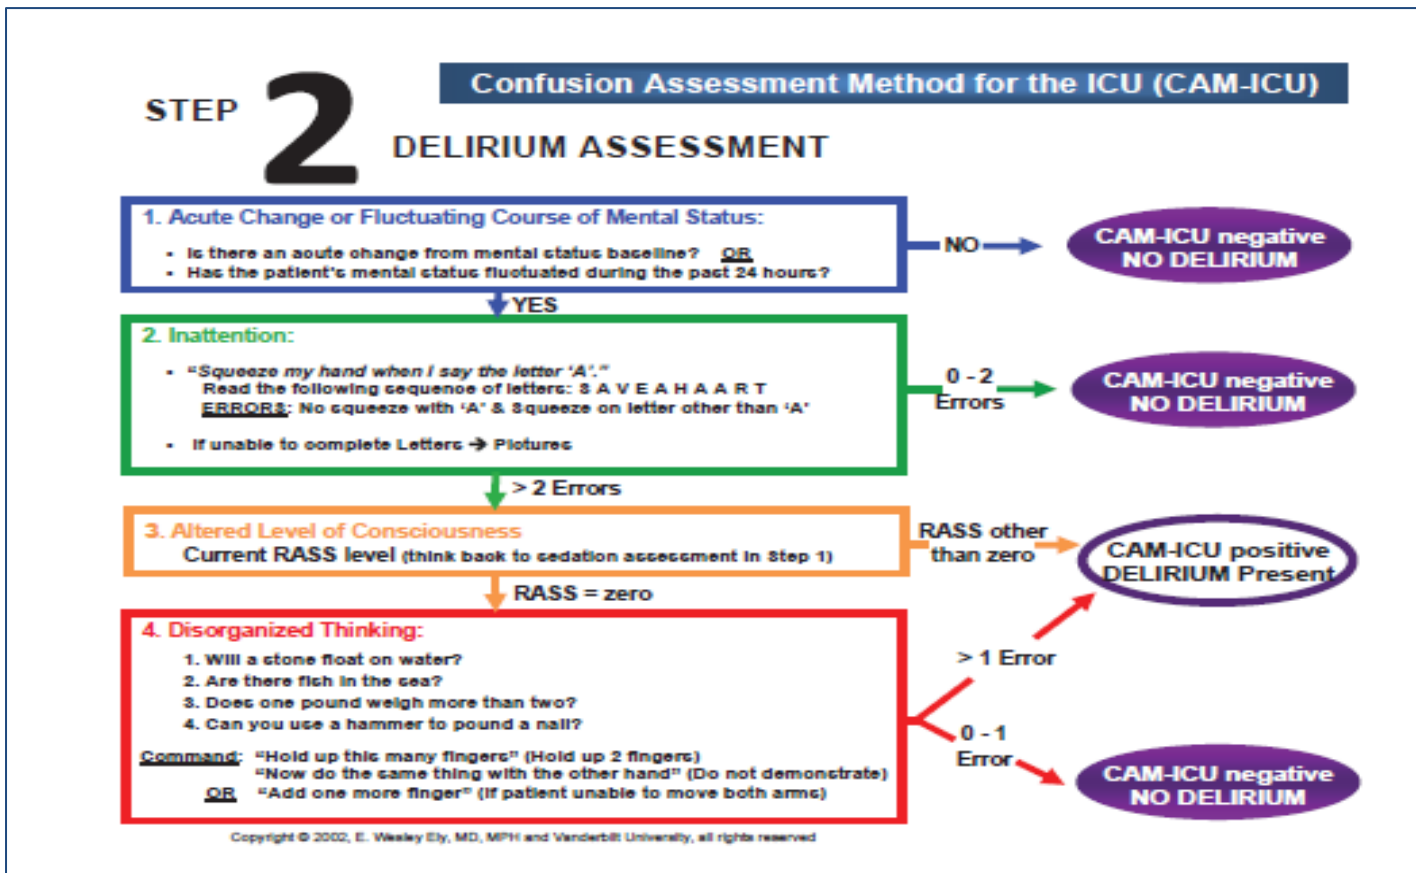 Confusion Assessment Method for the ICU (CAM-ICU)
STEP 2
DELIRIUM ASSESSMENT
1. Acute Change or Fluctuating Course of Mental Status:
• Is there an acute change from mental status baseline? OR
• Has the patient's mental status fluctuated during the past 24 hours?
NO
CAM-ICU negative
NO DELIRIUM
YES
2. Inattention:
• "Squeeze my hand when I say the letter 'A'."
Read the following sequence of letters: S A V E A H A A R T
ERRORS: No squeeze with 'A' & Squeeze on letter other than 'A'
• If unable to complete Letters → Pictures
0 - 2
Errors
CAM-ICU negative
NO DELIRIUM
> 2 Errors
3. Altered Level of Consciousness
Current RASS level (think back to sedation assessment in Step 1)
RASS other
than zero
CAM-ICU positive
DELIRIUM Present
RASS = zero
4. Disorganized Thinking:
1. Will a stone float on water?
2. Are there fish in the sea?
3. Does one pound weigh more than two?
4. Can you use a hammer to pound a nail?
Command: "Hold up this many fingers" (Hold up 2 fingers)
"Now do the same thing with the other hand" (Do not demonstrate)
OR "Add one more finger" (If patient unable to move both arms)
> 1 Error
0 - 1
Error
CAM-ICU negative
NO DELIRIUM
Copyright © 2002, E. Wesley Ely, MD, MPH and Vanderbilt University, all rights reserved